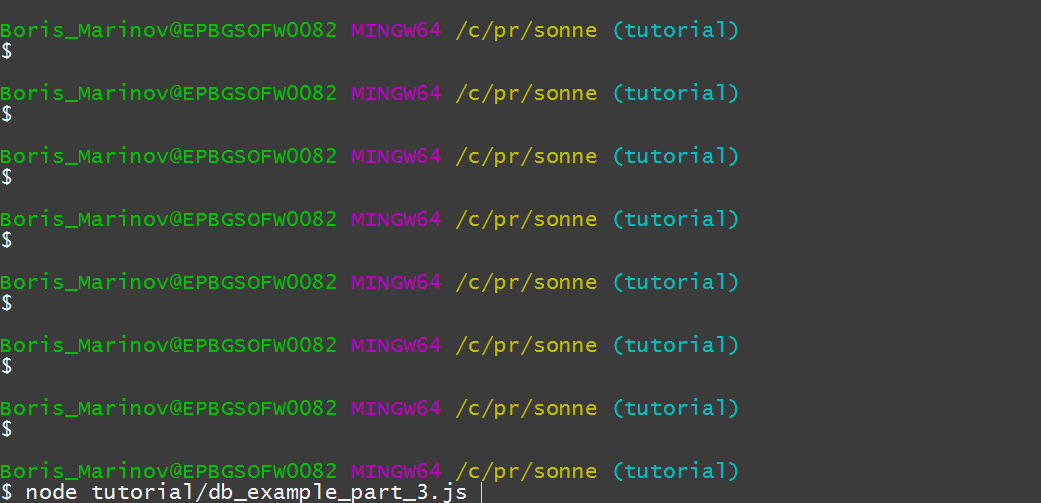 Boris_Marinov@EPBGSOFW0082 MINGW64 /c/pr/sonne (tutorial)
$
Boris_Marinov@EPBGSOFW0082 MINGW64 /c/pr/sonne (tutorial)
$
Boris_Marinov@EPBGSOFW0082 MINGW64 /c/pr/sonne (tutorial)
$
Boris_Marinov@EPBGSOFW0082 MINGW64 /c/pr/sonne (tutorial)
$
Boris_Marinov@EPBGSOFW0082 MINGW64 /c/pr/sonne (tutorial)
$
Boris_Marinov@EPBGSOFW0082 MINGW64 /c/pr/sonne (tutorial)
$
Boris_Marinov@EPBGSOFW0082 MINGW64 /c/pr/sonne (tutorial)
$
Boris_Marinov@EPBGSOFW0082 MINGW64 /c/pr/sonne (tutorial)
$ node tutorial/db_example_part_3.js